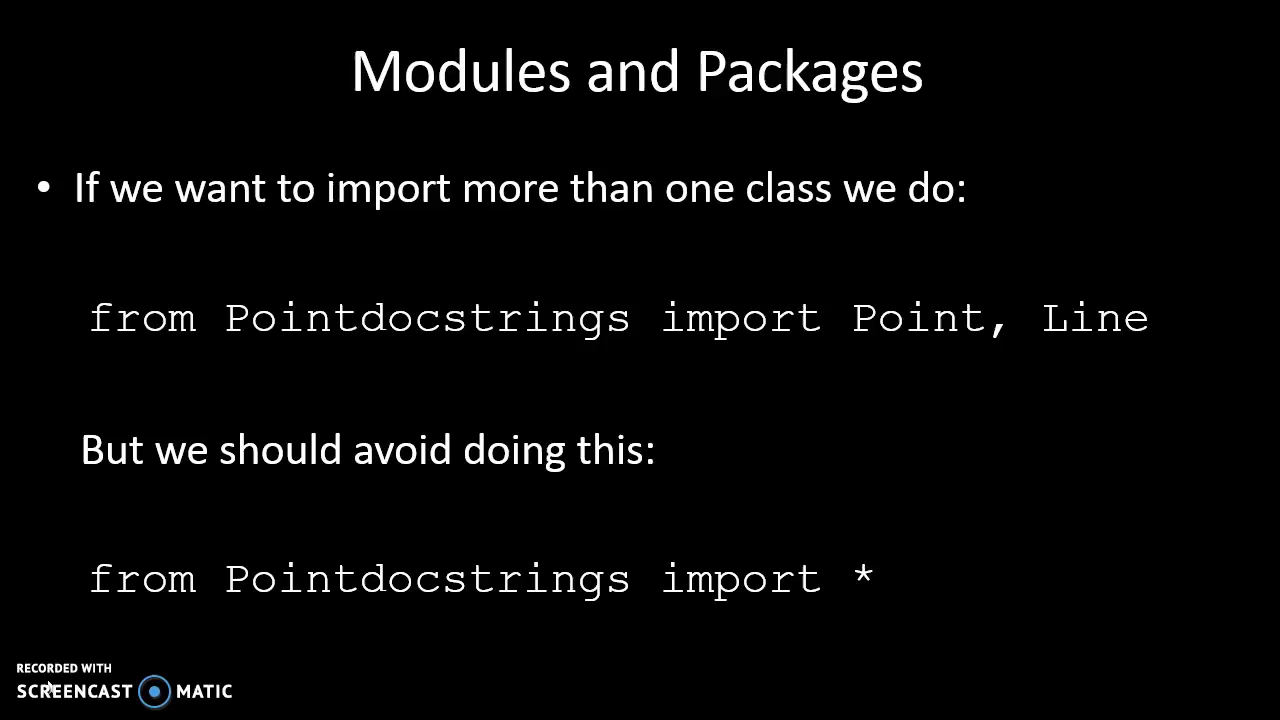 Modules and Packages
• If we want to import more than one class we do:
from Pointdocstrings import Point, Line
But we should avoid doing this:
from Pointdocstrings import *
RECORDED WITH
SCREENCAST MATIC